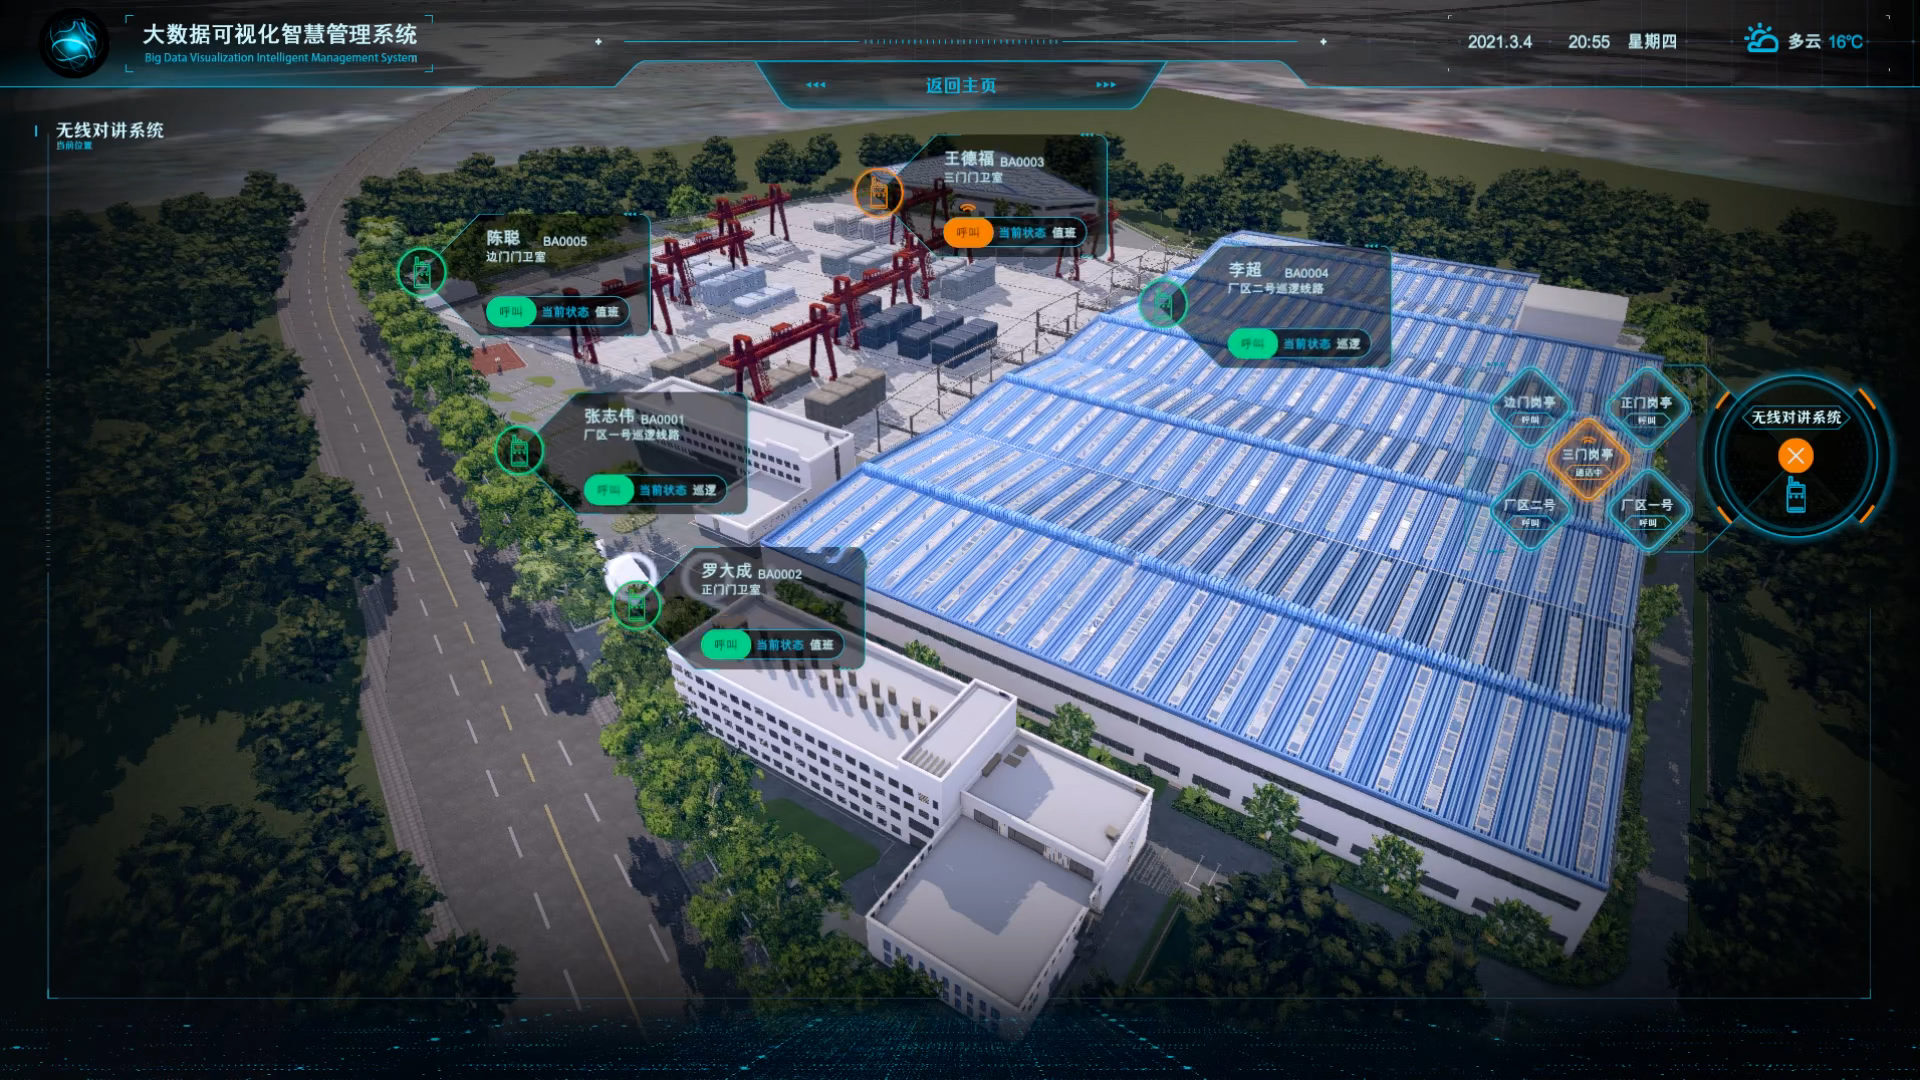 大数据可视化智慧管理系统
Big Data Visualization Intelligent Management System
2021.3.4 20:55 星期四 多云 16℃
返回主页
无线对讲系统
当前位置
王德福 BA0003
三门门卫室
呼叫 当前状态 值班
陈聪 BA0005
边门门卫室
呼叫 当前状态 值班
李超 BA0004
厂区二号巡逻线路
呼叫 当前状态 巡逻
张志伟 BA0001
厂区一号巡逻线路
呼叫 当前状态 巡逻
罗大成 BA0002
正门门卫室
呼叫 当前状态 值班
边门岗亭
呼叫
正门岗亭
呼叫
三门岗亭
通话中
厂区二号
呼叫
厂区一号
呼叫
无线对讲系统